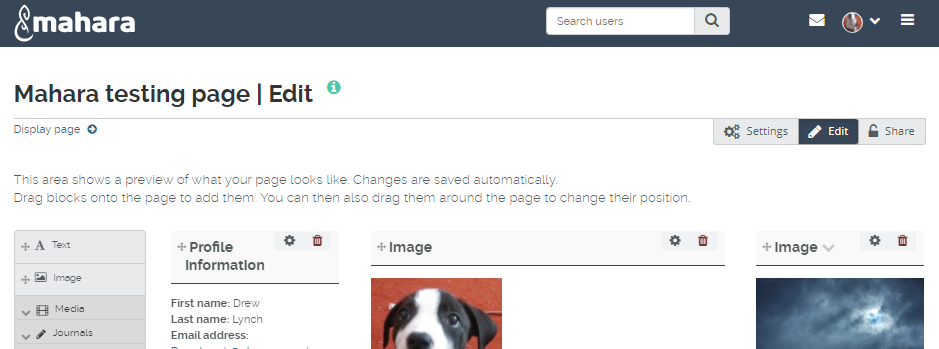 mahara
Search users
Mahara testing page | Edit
Display page
Settings
Edit
Share
This area shows a preview of what your page looks like. Changes are saved automatically.
Drag blocks onto the page to add them. You can then also drag them around the page to change their position.
Text
Image
Media
Journals
Profile
Information
First name: Drew
Last name: Lynch
Email address:
Image
Image